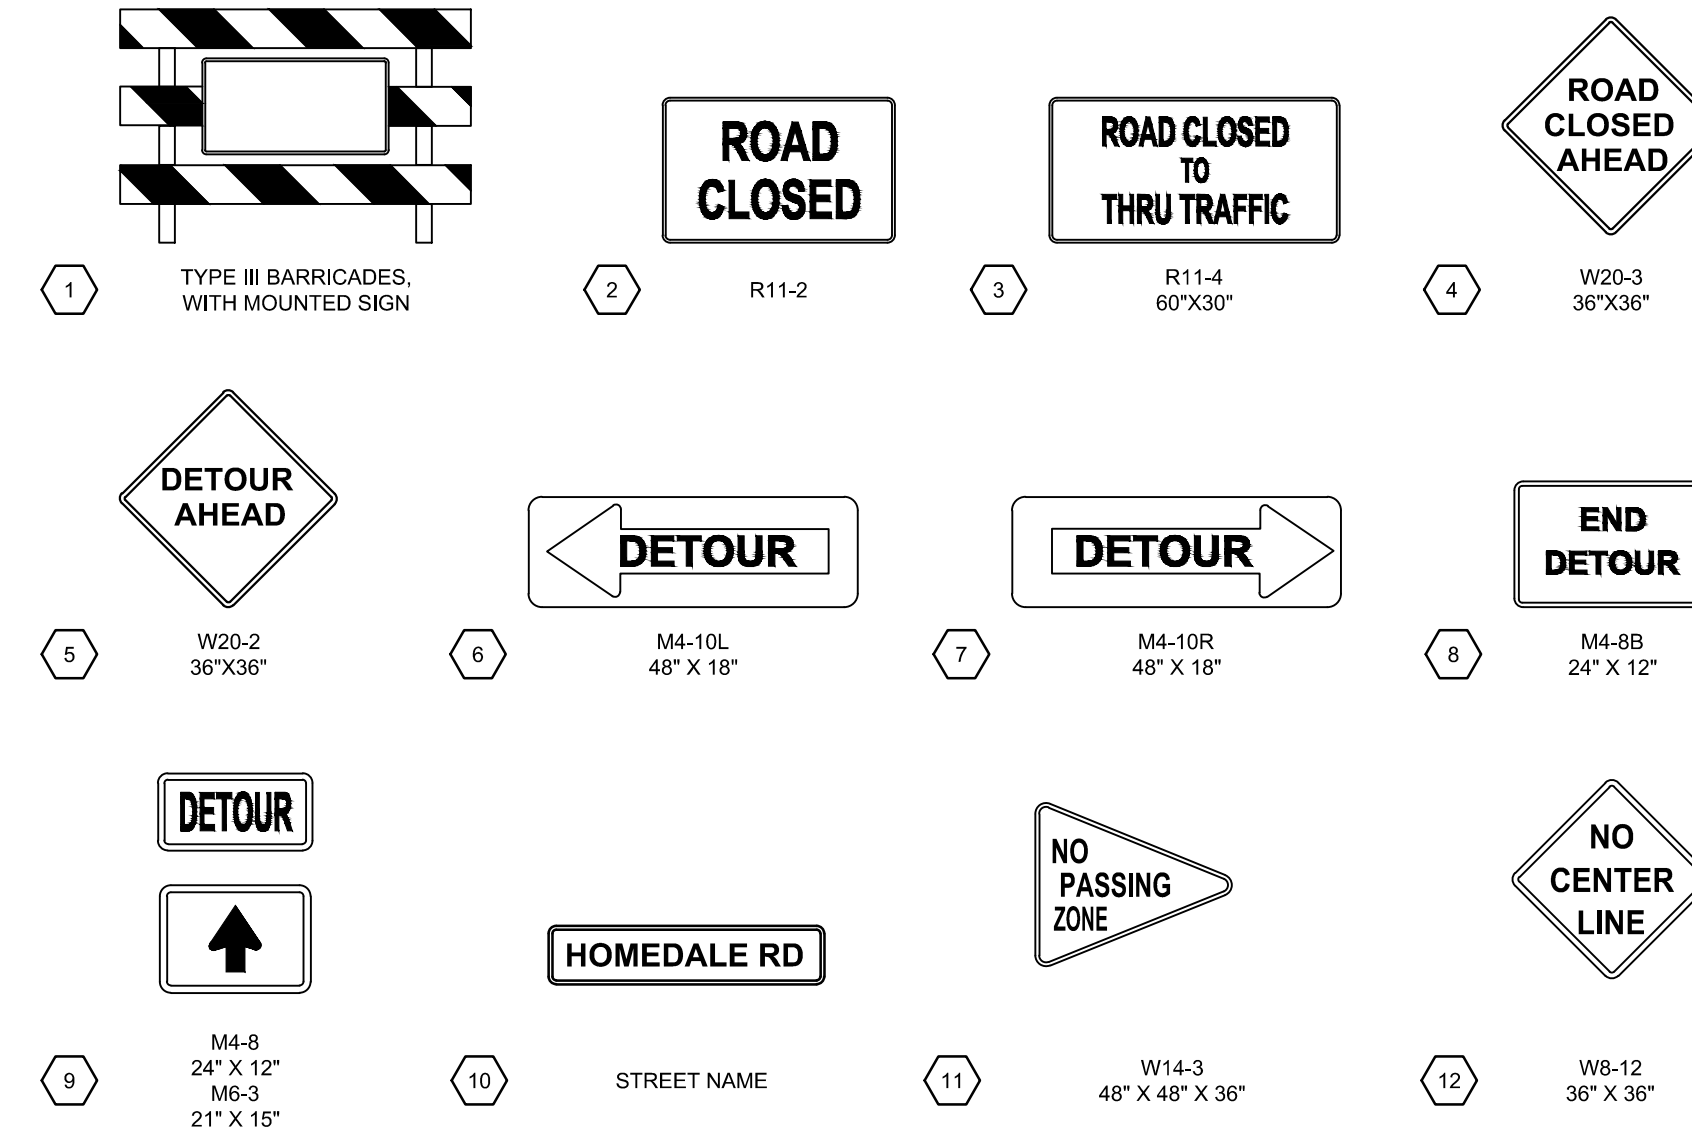 ROAD
CLOSED
ROAD CLOSED
TO
THRU TRAFFIC
ROAD
CLOSED
AHEAD
1
TYPE III BARRICADES,
WITH MOUNTED SIGN
2
R11-2
3
R11-4
60"X30"
4
W20-3
36"X36"
DETOUR
AHEAD
DETOUR
DETOUR
END
DETOUR
5
W20-2
36"X36"
6
M4-10L
48" X 18"
7
M4-10R
48" X 18"
8
M4-8B
24" X 12"
DETOUR
HOMEDALE RD
NO
PASSING
ZONE
NO
CENTER
LINE
9
M4-8
24" X 12"
M6-3
21" X 15"
10
STREET NAME
11
W14-3
48" X 48" X 36"
12
W8-12
36" X 36"